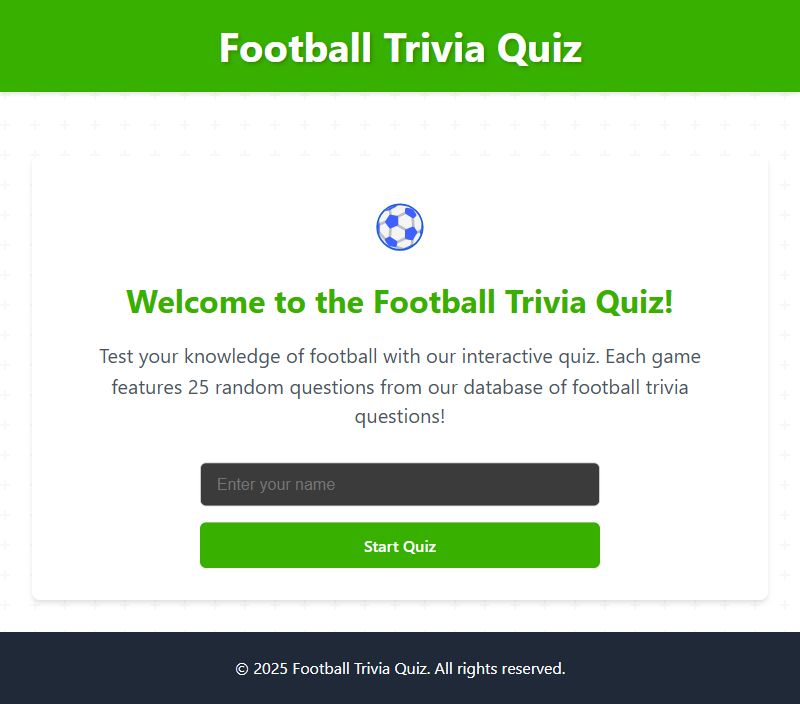 Football Trivia Quiz
Welcome to the Football Trivia Quiz!
Test your knowledge of football with our interactive quiz. Each game
features 25 random questions from our database of football trivia
questions!
Enter your name
Start Quiz
© 2025 Football Trivia Quiz. All rights reserved.